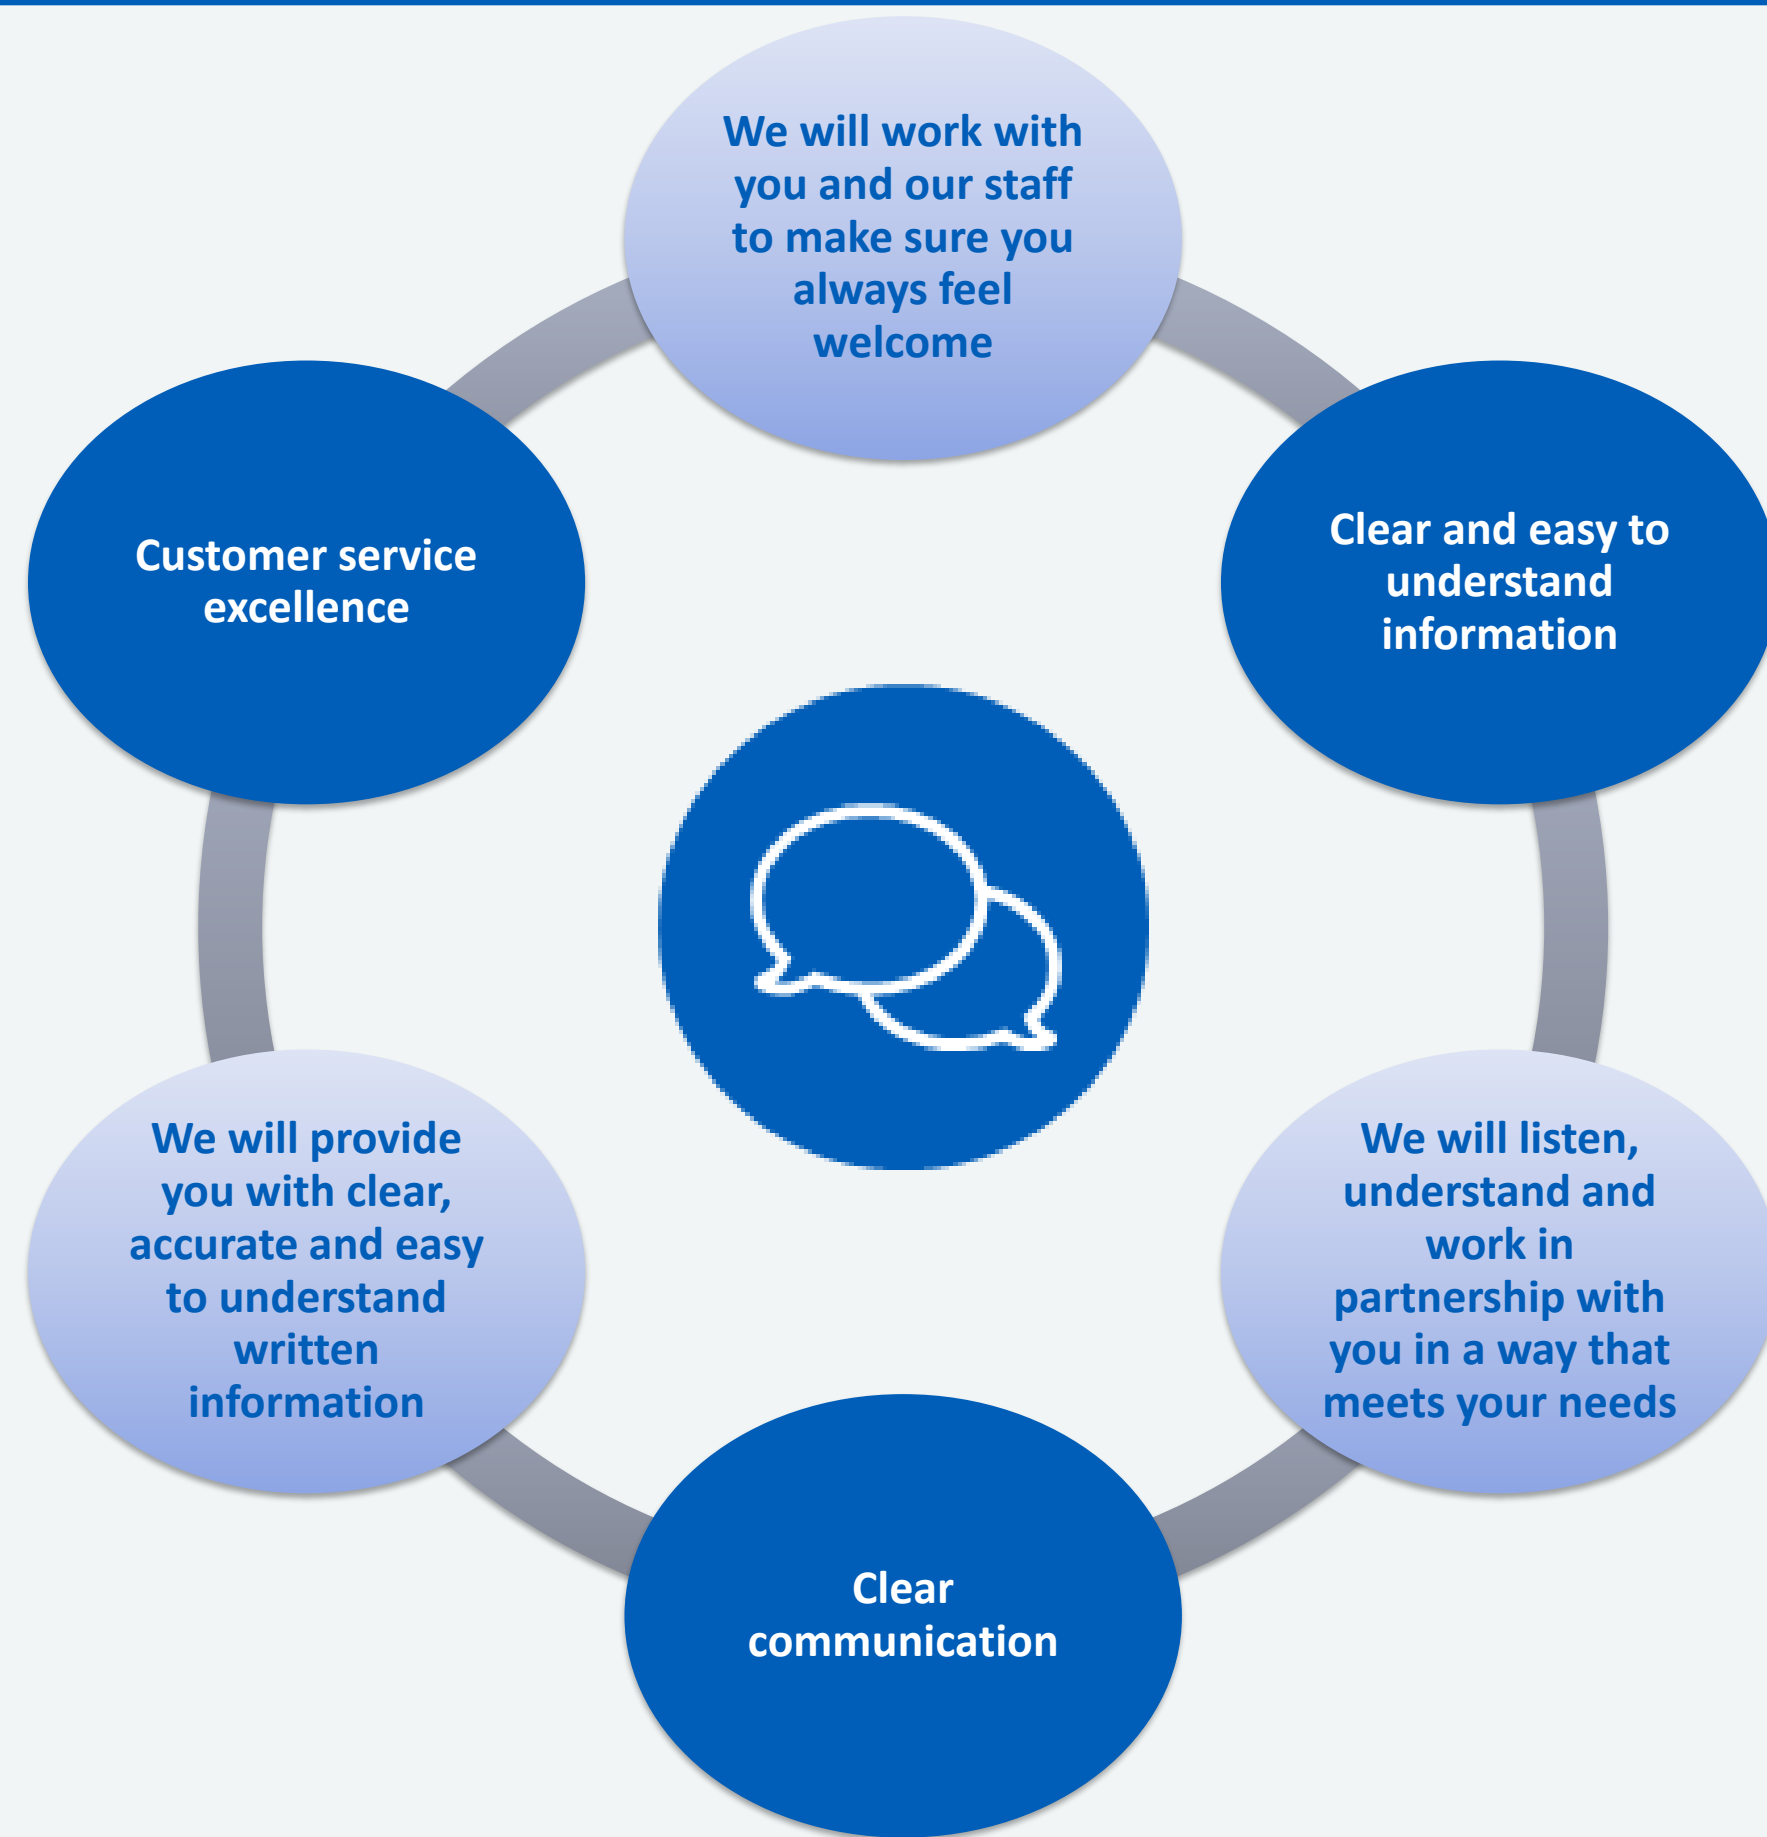 We will work with
you and our staff
to make sure you
always feel
welcome
Clear and easy to
understand
information
We will listen,
understand and
work in
partnership with
you in a way that
meets your needs
Clear
communication
We will provide
you with clear,
accurate and easy
to understand
written
information
Customer service
excellence